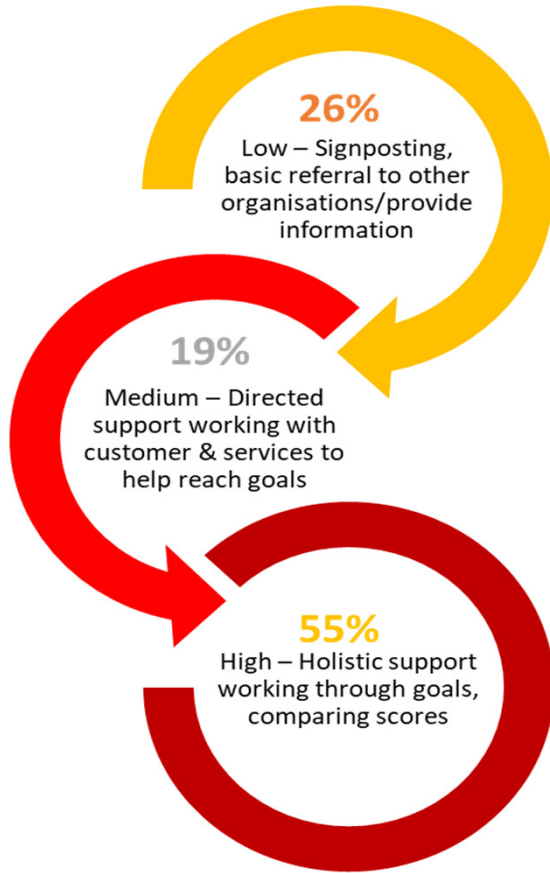 26%
Low – Signposting,
basic referral to other
organisations/provide
information
19%
Medium – Directed
support working with
customer & services to
help reach goals
55%
High – Holistic support
working through goals,
comparing scores